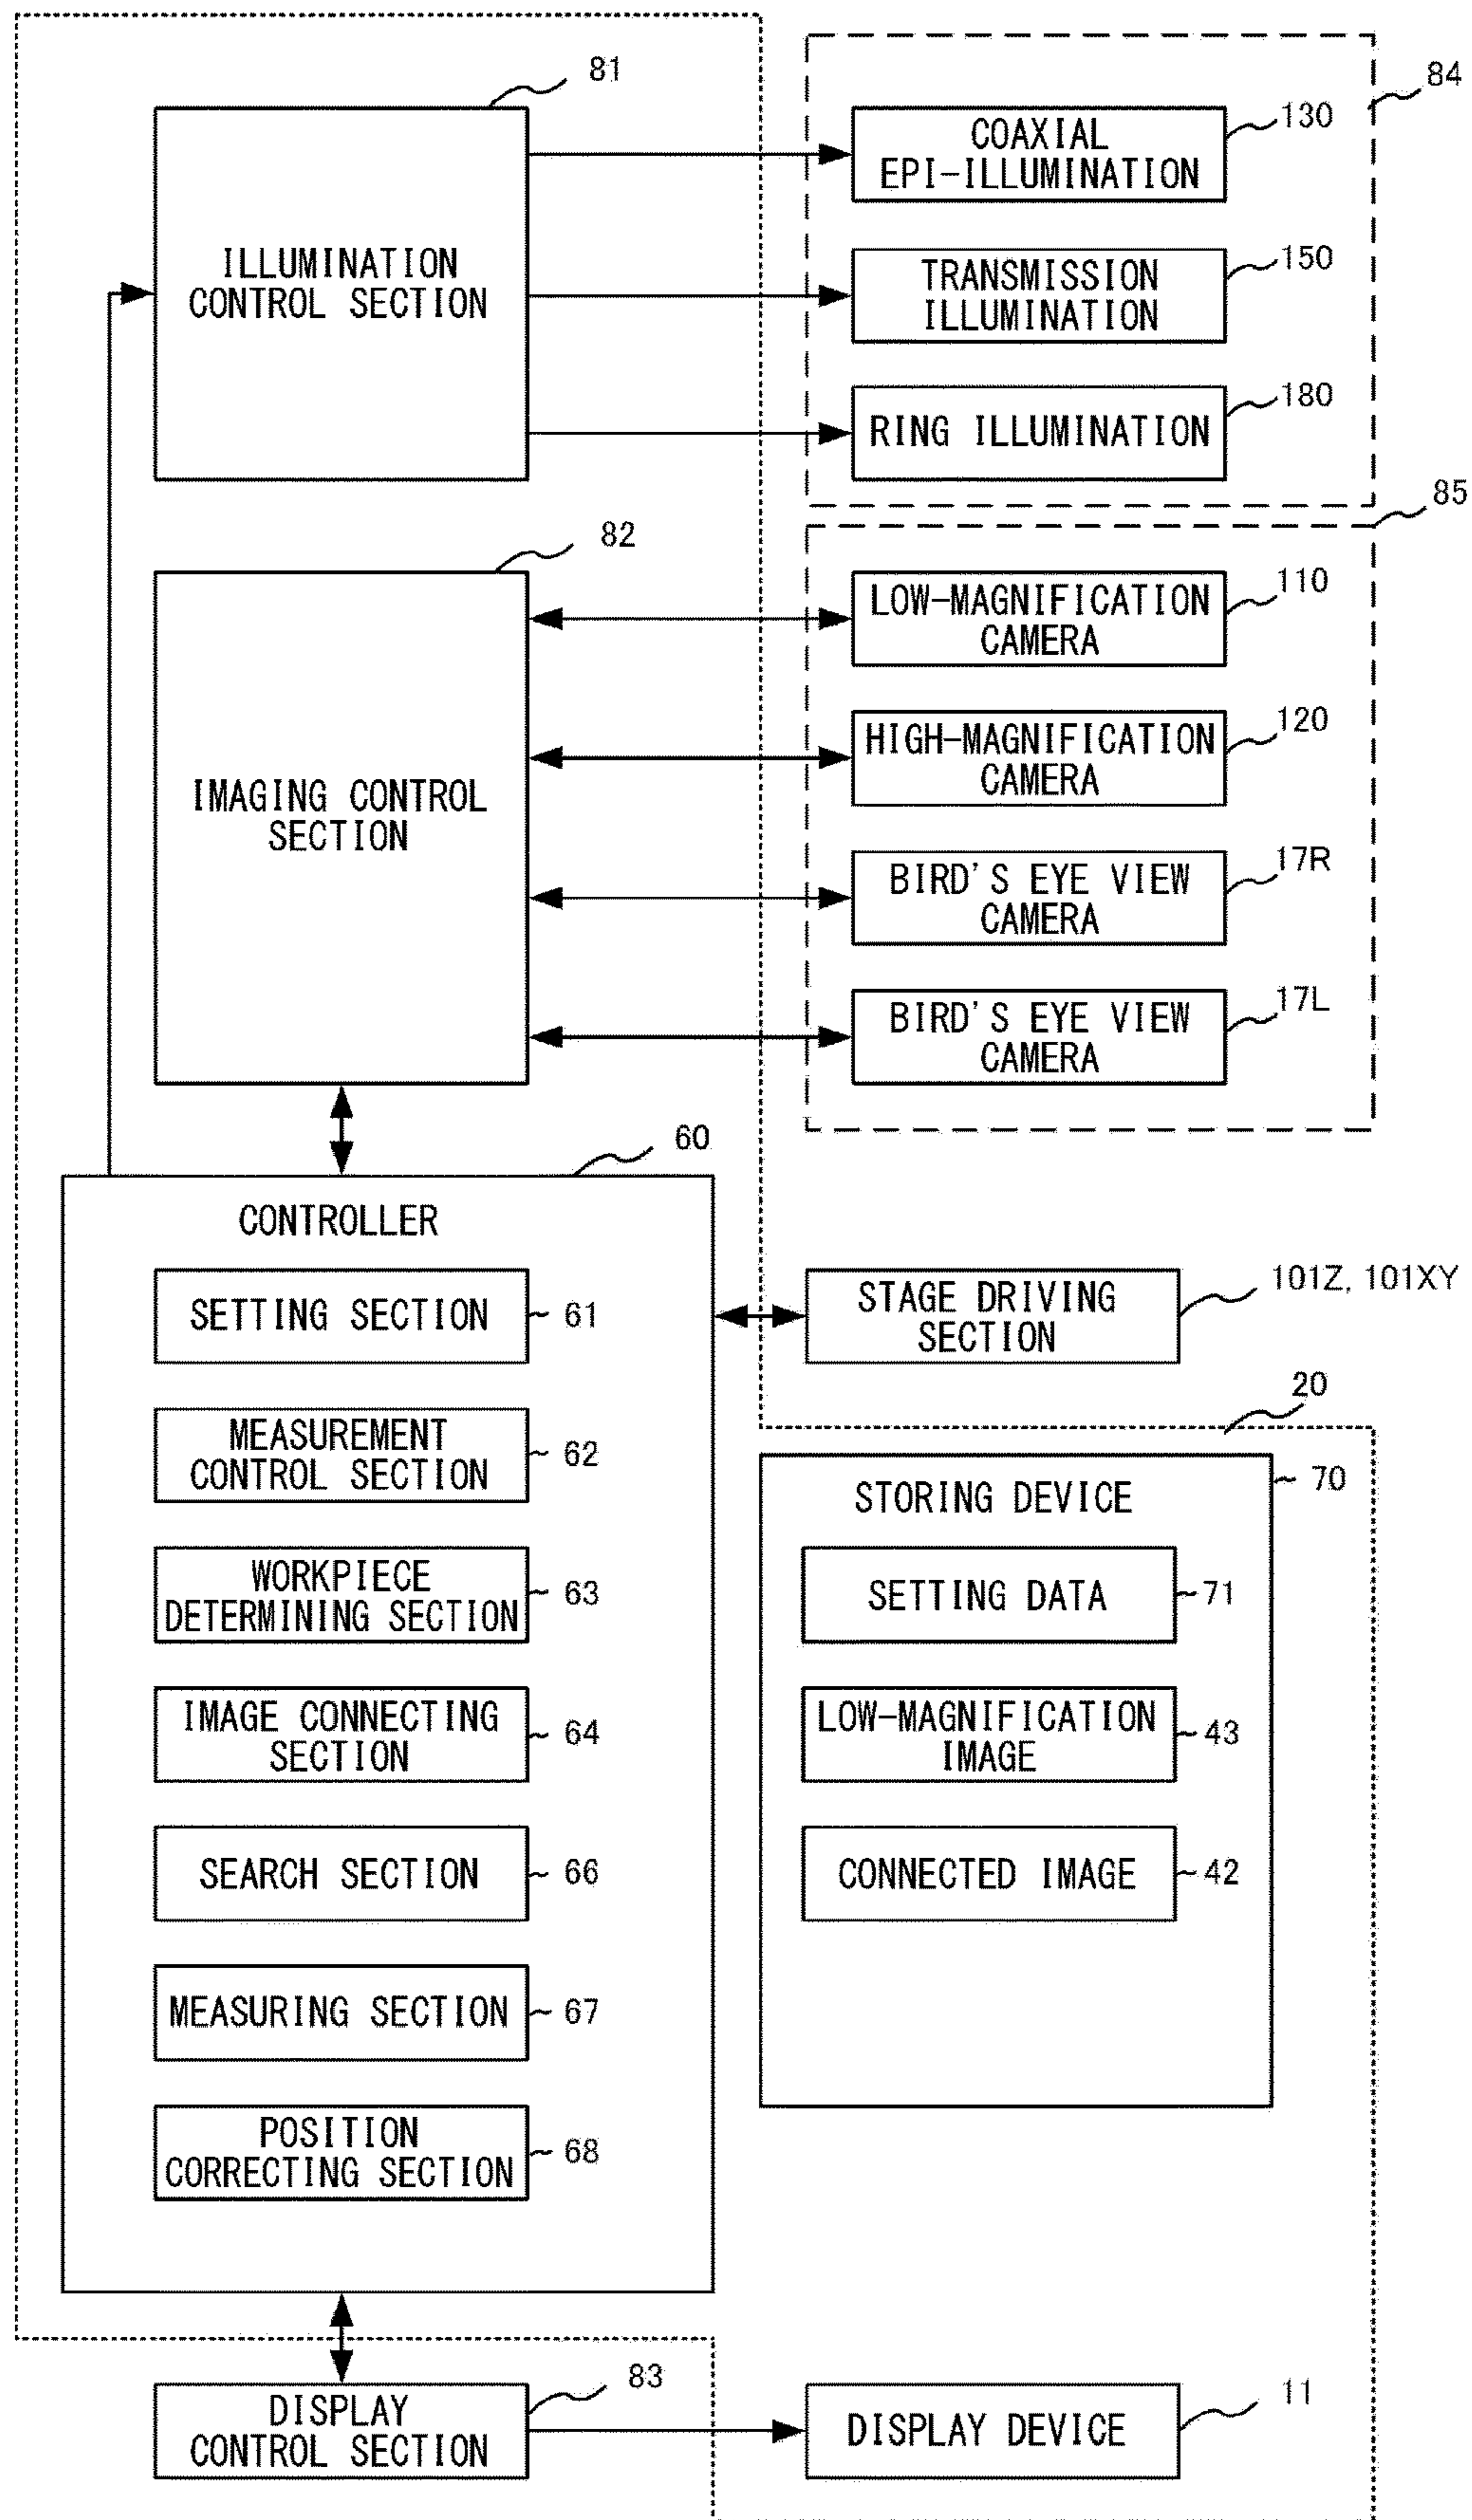 81
84
COAXIAL
EPI-ILLUMINATION
130
ILLUMINATION
CONTROL SECTION
TRANSMISSION
ILLUMINATION
150
RING ILLUMINATION
180
85
82
LOW-MAGNIFICATION
CAMERA
110
HIGH-MAGNIFICATION
CAMERA
120
IMAGING CONTROL
SECTION
BIRD'S EYE VIEW
CAMERA
17R
BIRD'S EYE VIEW
CAMERA
17L
60
CONTROLLER
SETTING SECTION
61
STAGE DRIVING
SECTION
101Z, 101XY
20
MEASUREMENT
CONTROL SECTION
62
STORING DEVICE
70
WORKPIECE
DETERMINING SECTION
63
SETTING DATA
71
IMAGE CONNECTING
SECTION
64
LOW-MAGNIFICATION
IMAGE
43
SEARCH SECTION
66
CONNECTED IMAGE
42
MEASURING SECTION
67
POSITION
CORRECTING SECTION
68
83
DISPLAY
CONTROL SECTION
DISPLAY DEVICE
11